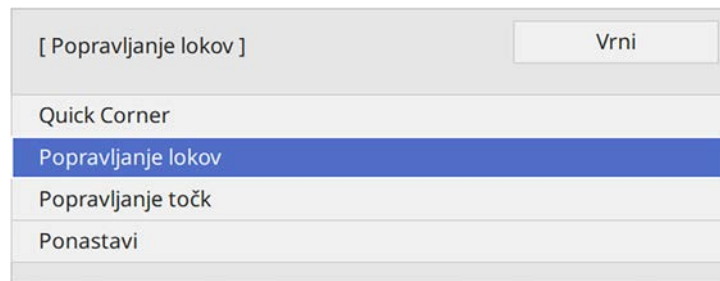 [ Popravljanje lokov ]
Vrni
Quick Corner
Popravljanje lokov
Popravljanje točk
Ponastavi